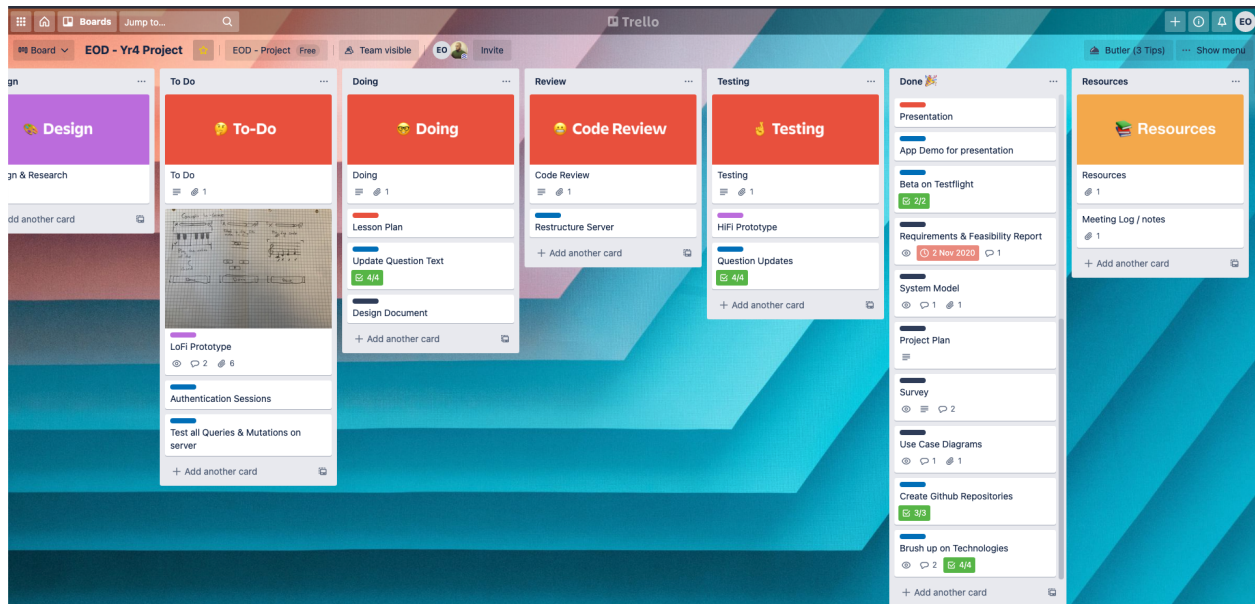 Boards
Jump to...
Trello
EO
Board
EOD - Yr4 Project
EOD - Project Free
Team visible
EO
Invite
Butler (3 Tips)
... Show menu
gn
Design
gn & Research
dd another card
To Do
To-Do
To Do
1
LoFi Prototype
2 6
Authentication Sessions
Test all Queries & Mutations on
server
+ Add another card
Doing
Doing
Doing
1
Lesson Plan
Update Question Text
4/4
Design Document
+ Add another card
Review
Code Review
Code Review
1
Restructure Server
+ Add another card
Testing
Testing
Testing
1
HiFi Prototype
Question Updates
4/4
+ Add another card
Done
Presentation
App Demo for presentation
Beta on Testflight
2/2
Requirements & Feasibility Report
2 Nov 2020 1
System Model
1 1
Project Plan
Survey
2
Use Case Diagrams
1 1
Create Github Repositories
3/3
Brush up on Technologies
2 4/4
+ Add another card
Resources
Resources
Resources
1
Meeting Log / notes
1
+ Add another card